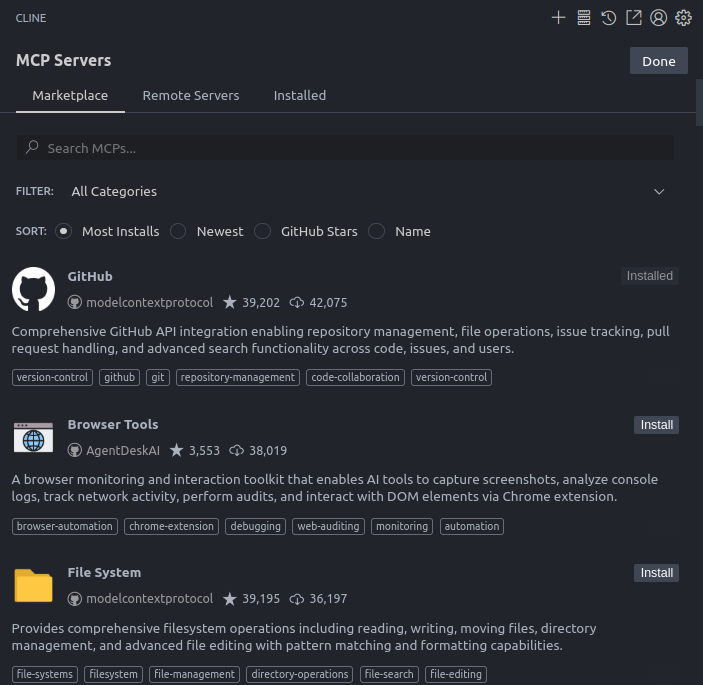 CLINE
MCP Servers
Done
Marketplace Remote Servers Installed
Search MCPs...
FILTER: All Categories
SORT: Most Installs Newest GitHub Stars Name
GitHub
Installed
modelcontextprotocol 39,202 42,075
Comprehensive GitHub API integration enabling repository management, file operations, issue tracking, pull
request handling, and advanced search functionality across code, issues, and users.
version-control github git repository-management code-collaboration version-control
Browser Tools
Install
AgentDeskAI 3,553 38,019
A browser monitoring and interaction toolkit that enables AI tools to capture screenshots, analyze console
logs, track network activity, perform audits, and interact with DOM elements via Chrome extension.
browser-automation chrome-extension debugging web-auditing monitoring automation
File System
Install
modelcontextprotocol 39,195 36,197
Provides comprehensive filesystem operations including reading, writing, moving files, directory
management, and advanced file editing with pattern matching and formatting capabilities.
file-systems filesystem file-management directory-operations file-search file-editing